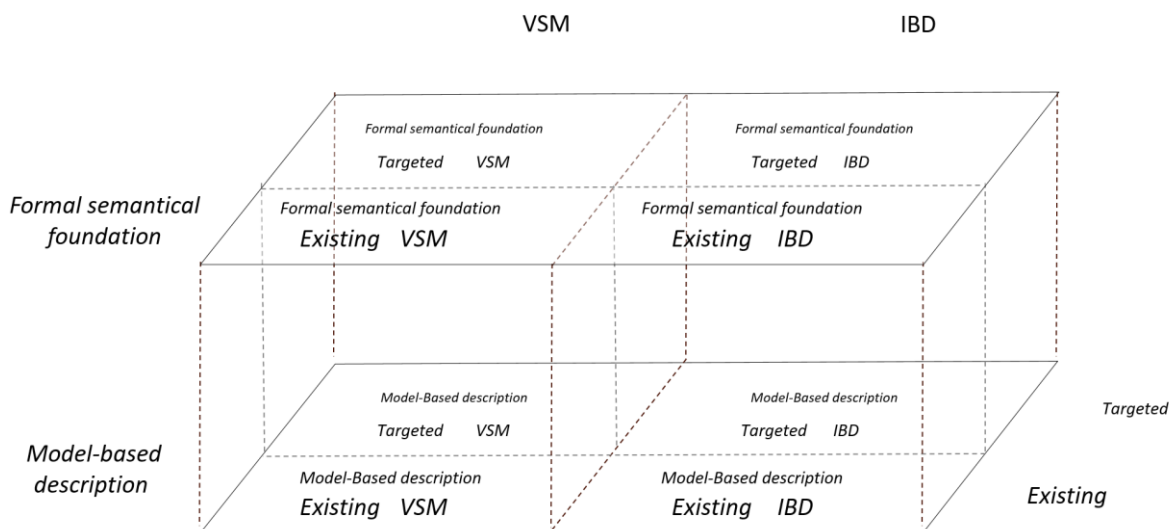 VSM IBD
Formal semantical foundation Formal semantical foundation
Targeted VSM Targeted IBD
Formal semantical
foundation
Formal semantical foundation Formal semantical foundation
Existing VSM Existing IBD
Model-Based description Model-Based description
Targeted VSM Targeted IBD
Targeted
Model-based
description
Model-Based description Model-Based description
Existing VSM Existing IBD
Existing